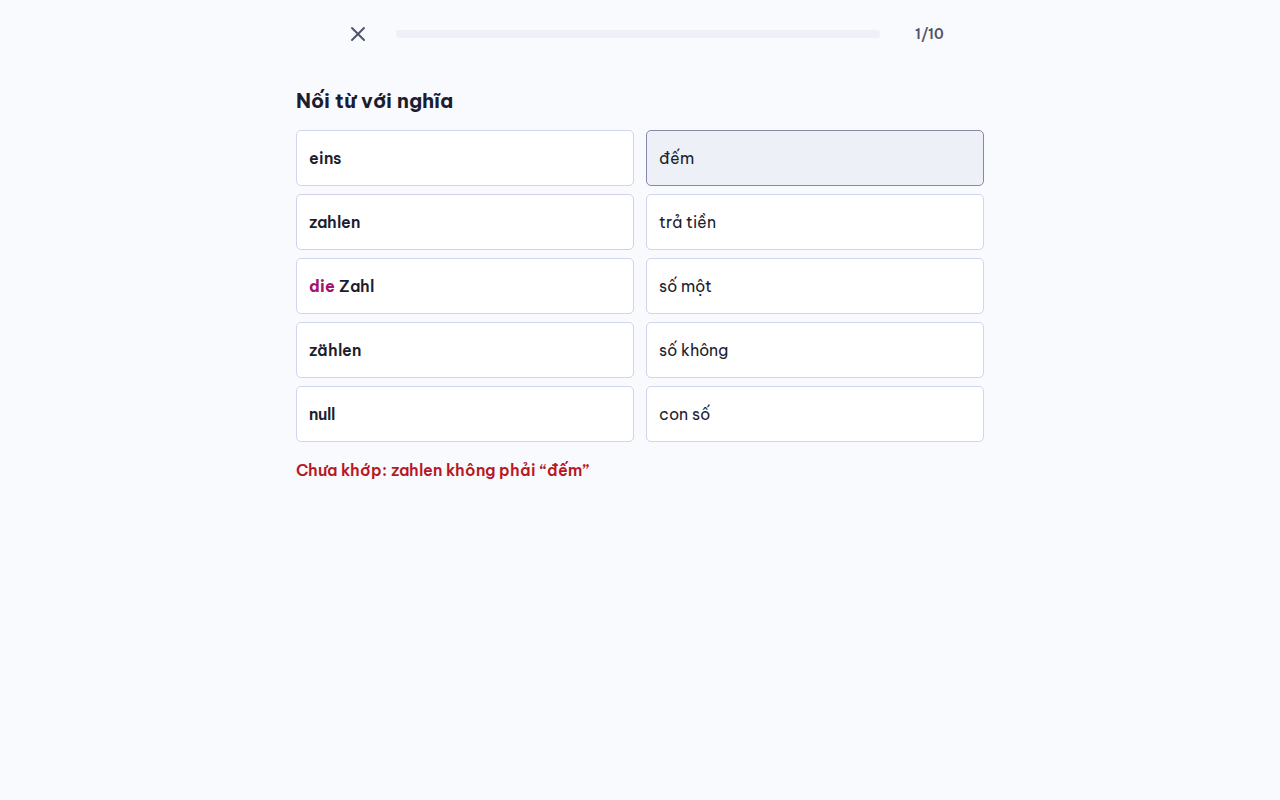 1/10
Nối từ với nghĩa
eins
đếm
zahlen
trả tiền
die Zahl
số một
zählen
số không
null
con số
Chưa khớp: zahlen không phải “đếm”